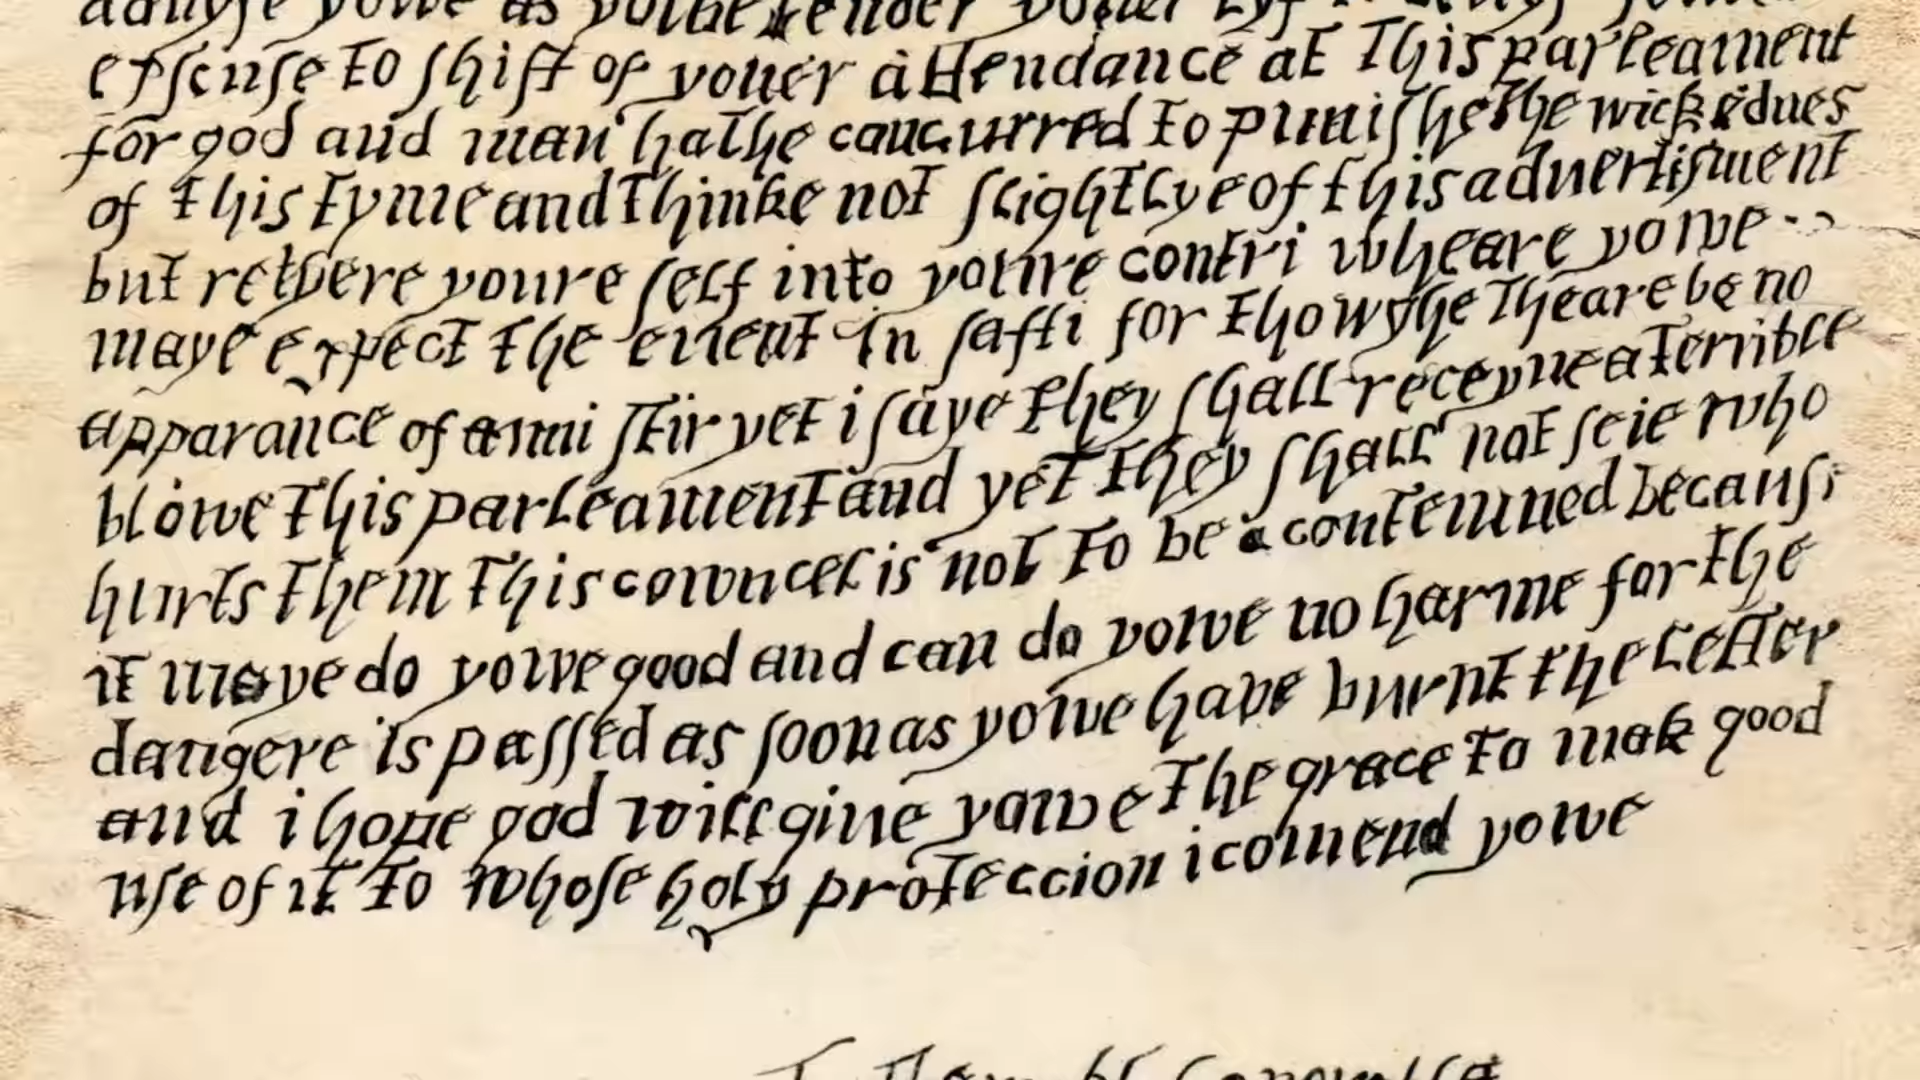 advyse yowe as yowe tender youer lyf
exscuse to shift of youer attendance at this parleament
for god and man hathe concurred to punishe the wickednes
of this tyme and thinke not slightlye of this advertisment
but retyere youre self into youre contri wheare yowe
maye expect the event in safti for thowghe theare be no
apparance of anni stir yet i saye they shall receyve a terrible
blowe this parleament and yet they shall not seie who
hurts them this cowncel is not to be a contemned because
it maye do yowe good and can do yowe no harme for the
dangere is passed as soon as yowe have burnt the letter
and i hope god will give yowe the grace to mak good
use of it to whose holy proteccion i comend yowe